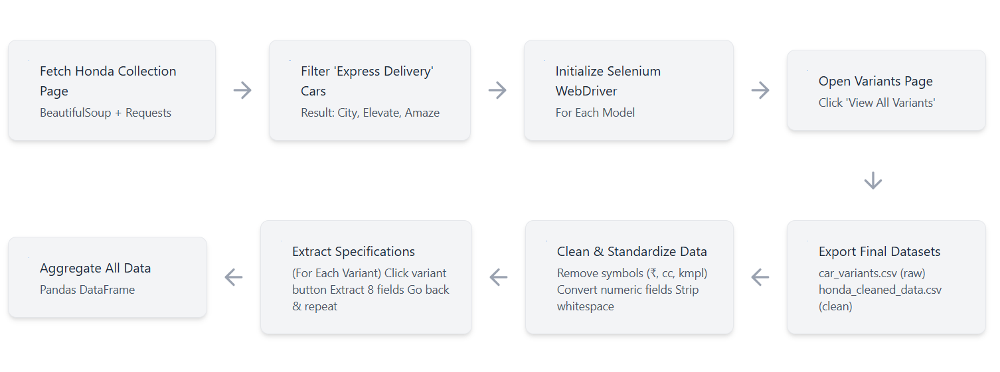 Fetch Honda Collection
Page
BeautifulSoup + Requests
Filter 'Express Delivery'
Cars
Result: City, Elevate, Amaze
Initialize Selenium
WebDriver
For Each Model
Open Variants Page
Click 'View All Variants'
Export Final Datasets
car_variants.csv (raw)
honda_cleaned_data.csv
(clean)
Clean & Standardize Data
Remove symbols (₹, cc, kmpl)
Convert numeric fields Strip
whitespace
Extract Specifications
(For Each Variant) Click variant
button Extract 8 fields Go back
& repeat
Aggregate All Data
Pandas DataFrame